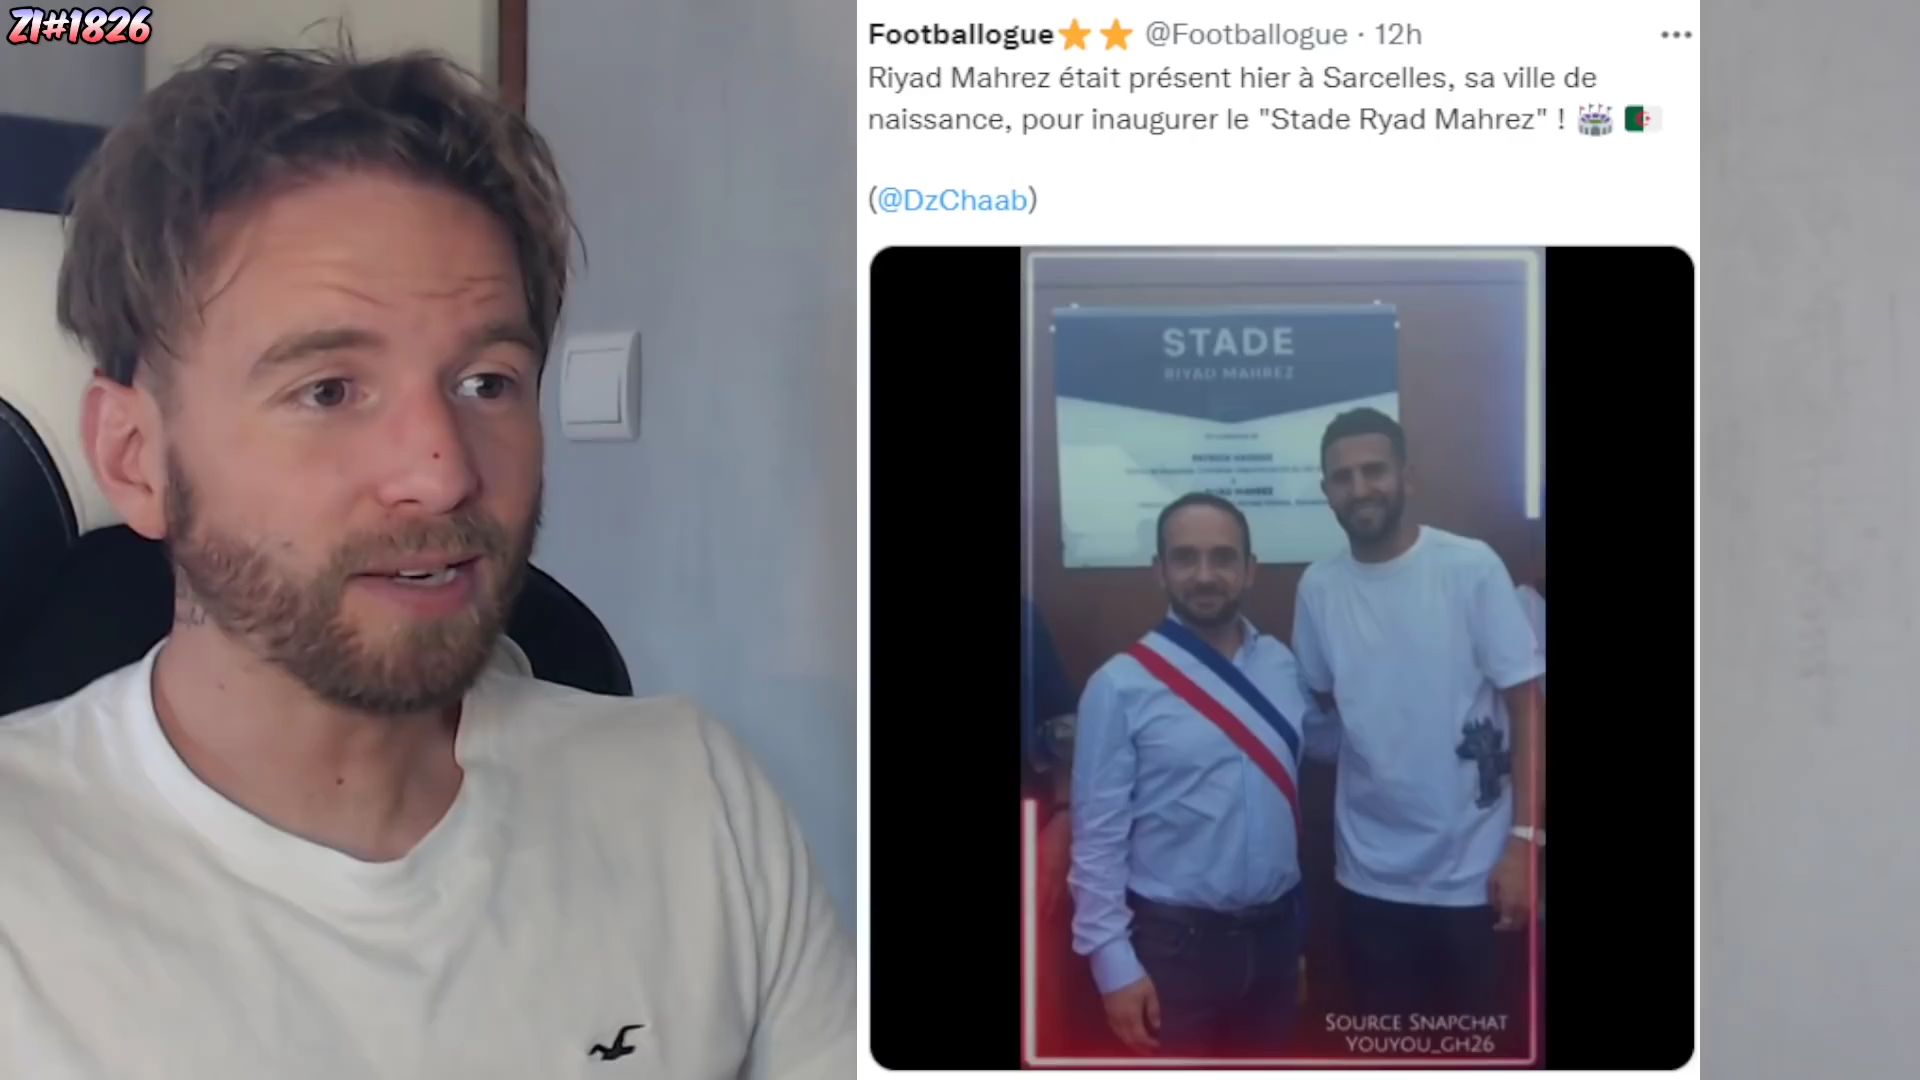 ZI#1826
Footballogue⭐⭐ @Footballogue · 12h
Riyad Mahrez était présent hier à Sarcelles, sa ville de
naissance, pour inaugurer le "Stade Ryad Mahrez" ! 🏟️ 🇩🇿
(@DzChaab)
STADE
RIYAD MAHREZ
SOURCE SNAPCHAT
YOUYOU_GH26